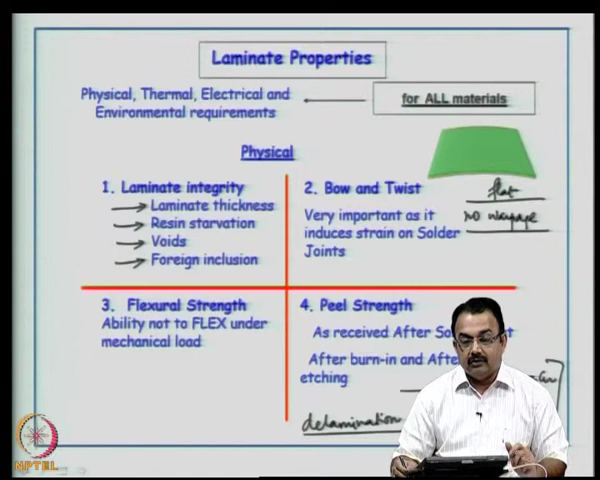 Laminate Properties
Physical, Thermal, Electrical and
Environmental requirements
for ALL materials
Physical
1. Laminate integrity
Laminate thickness
Resin starvation
Voids
Foreign inclusion
2. Bow and Twist
Very important as it
induces strain on Solder
Joints
flat
no warpage
3. Flexural Strength
Ability not to FLEX under
mechanical load
4. Peel Strength
As received After
After burn-in and
etching
delamination
NPTEL